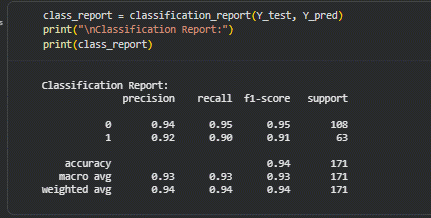 class_report = classification_report(Y_test, Y_pred)
print("\nClassification Report:")
print(class_report)
Classification Report:
precision recall f1-score support
0 0.94 0.95 0.95 108
1 0.92 0.90 0.91 63
accuracy 0.94 171
macro avg 0.93 0.93 0.93 171
weighted avg 0.94 0.94 0.94 171